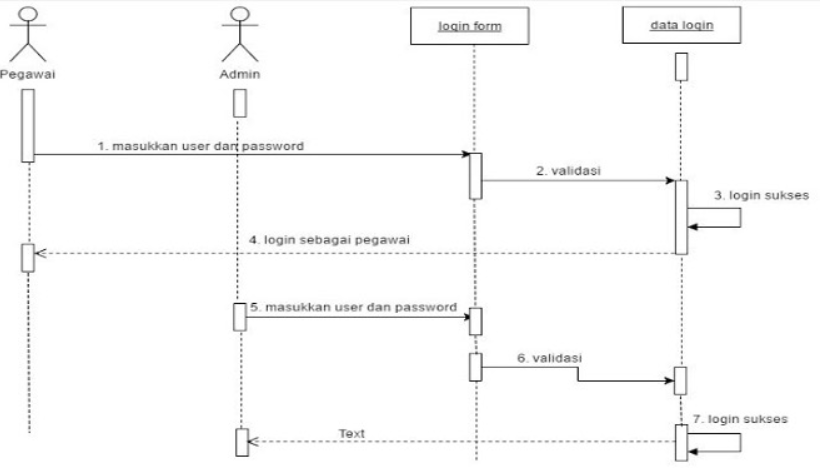 login form
data login
Pegawai
Admin
1. masukkan user dan password
2. validasi
3. login sukses
4. login sebagai pegawai
5. masukkan user dan password
6. validasi
7. login sukses
Text